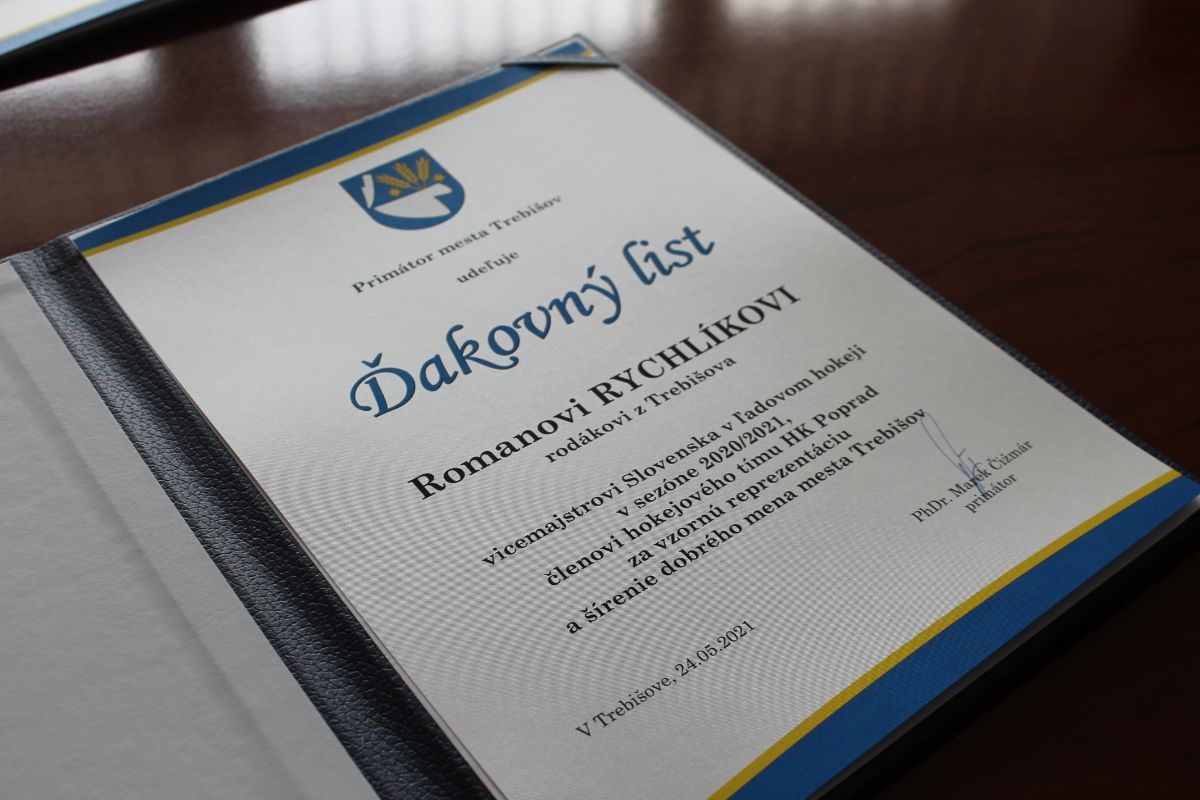 Primátor mesta Trebišov
udeľuje
Ďakovný list
Romanovi RYCHLÍKOVI
rodákovi z Trebišova
vicemajstrovi Slovenska v ľadovom hokeji
v sezóne 2020/2021,
členovi hokejového tímu HK Poprad
za vzornú reprezentáciu
a šírenie dobrého mena mesta Trebišov
PhDr. Marek Čižmár
primátor
V Trebišove, 24.05.2021